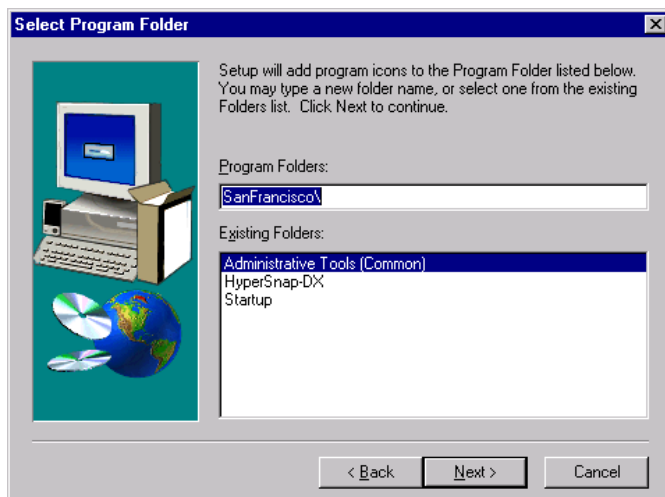 Select Program Folder
Setup will add program icons to the Program Folder listed below.
You may type a new folder name, or select one from the existing
Folders list. Click Next to continue.
Program Folders:
SanFrancisco\
Existing Folders:
Administrative Tools (Common)
HyperSnap-DX
Startup
< Back
Next >
Cancel